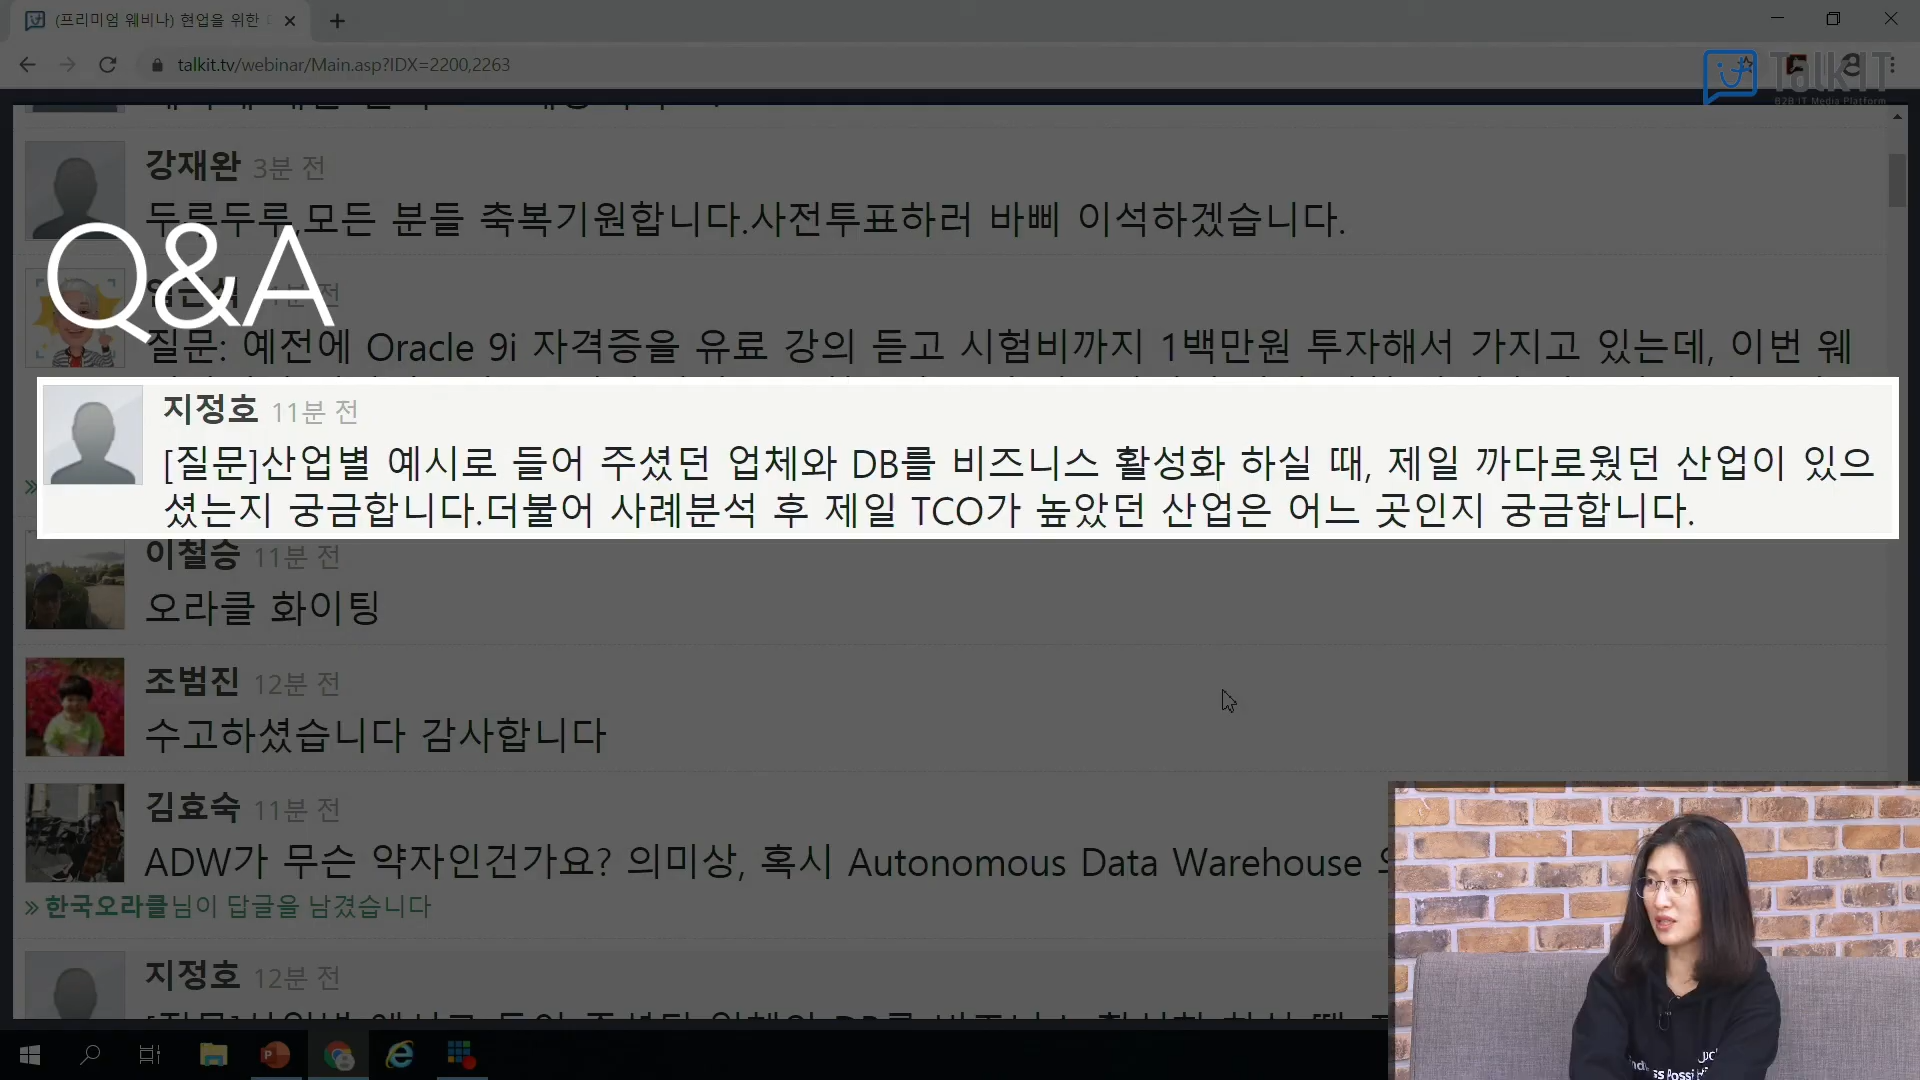 (프리미엄 웨비나) 현업을 위한
talkit.tv/webinar/Main.asp?IDX=2200,2263
TalkIT
B2B IT Media Platform
강재완 3분 전
두루두루,모든 분들 축복기원합니다.사전투표하러 바삐 이석하겠습니다.
Q&A
질문: 예전에 Oracle 9i 자격증을 유료 강의 듣고 시험비까지 1백만원 투자해서 가지고 있는데, 이번 웨
지정호 11분 전
[질문]산업별 예시로 들어 주셨던 업체와 DB를 비즈니스 활성화 하실 때, 제일 까다로웠던 산업이 있으
셨는지 궁금합니다.더불어 사례분석 후 제일 TCO가 높았던 산업은 어느 곳인지 궁금합니다.
이철승 11분 전
오라클 화이팅
조범진 12분 전
수고하셨습니다 감사합니다
김효숙 11분 전
ADW가 무슨 약자인건가요? 의미상, 혹시 Autonomous Data Warehouse
» 한국오라클님이 답글을 남겼습니다
지정호 12분 전